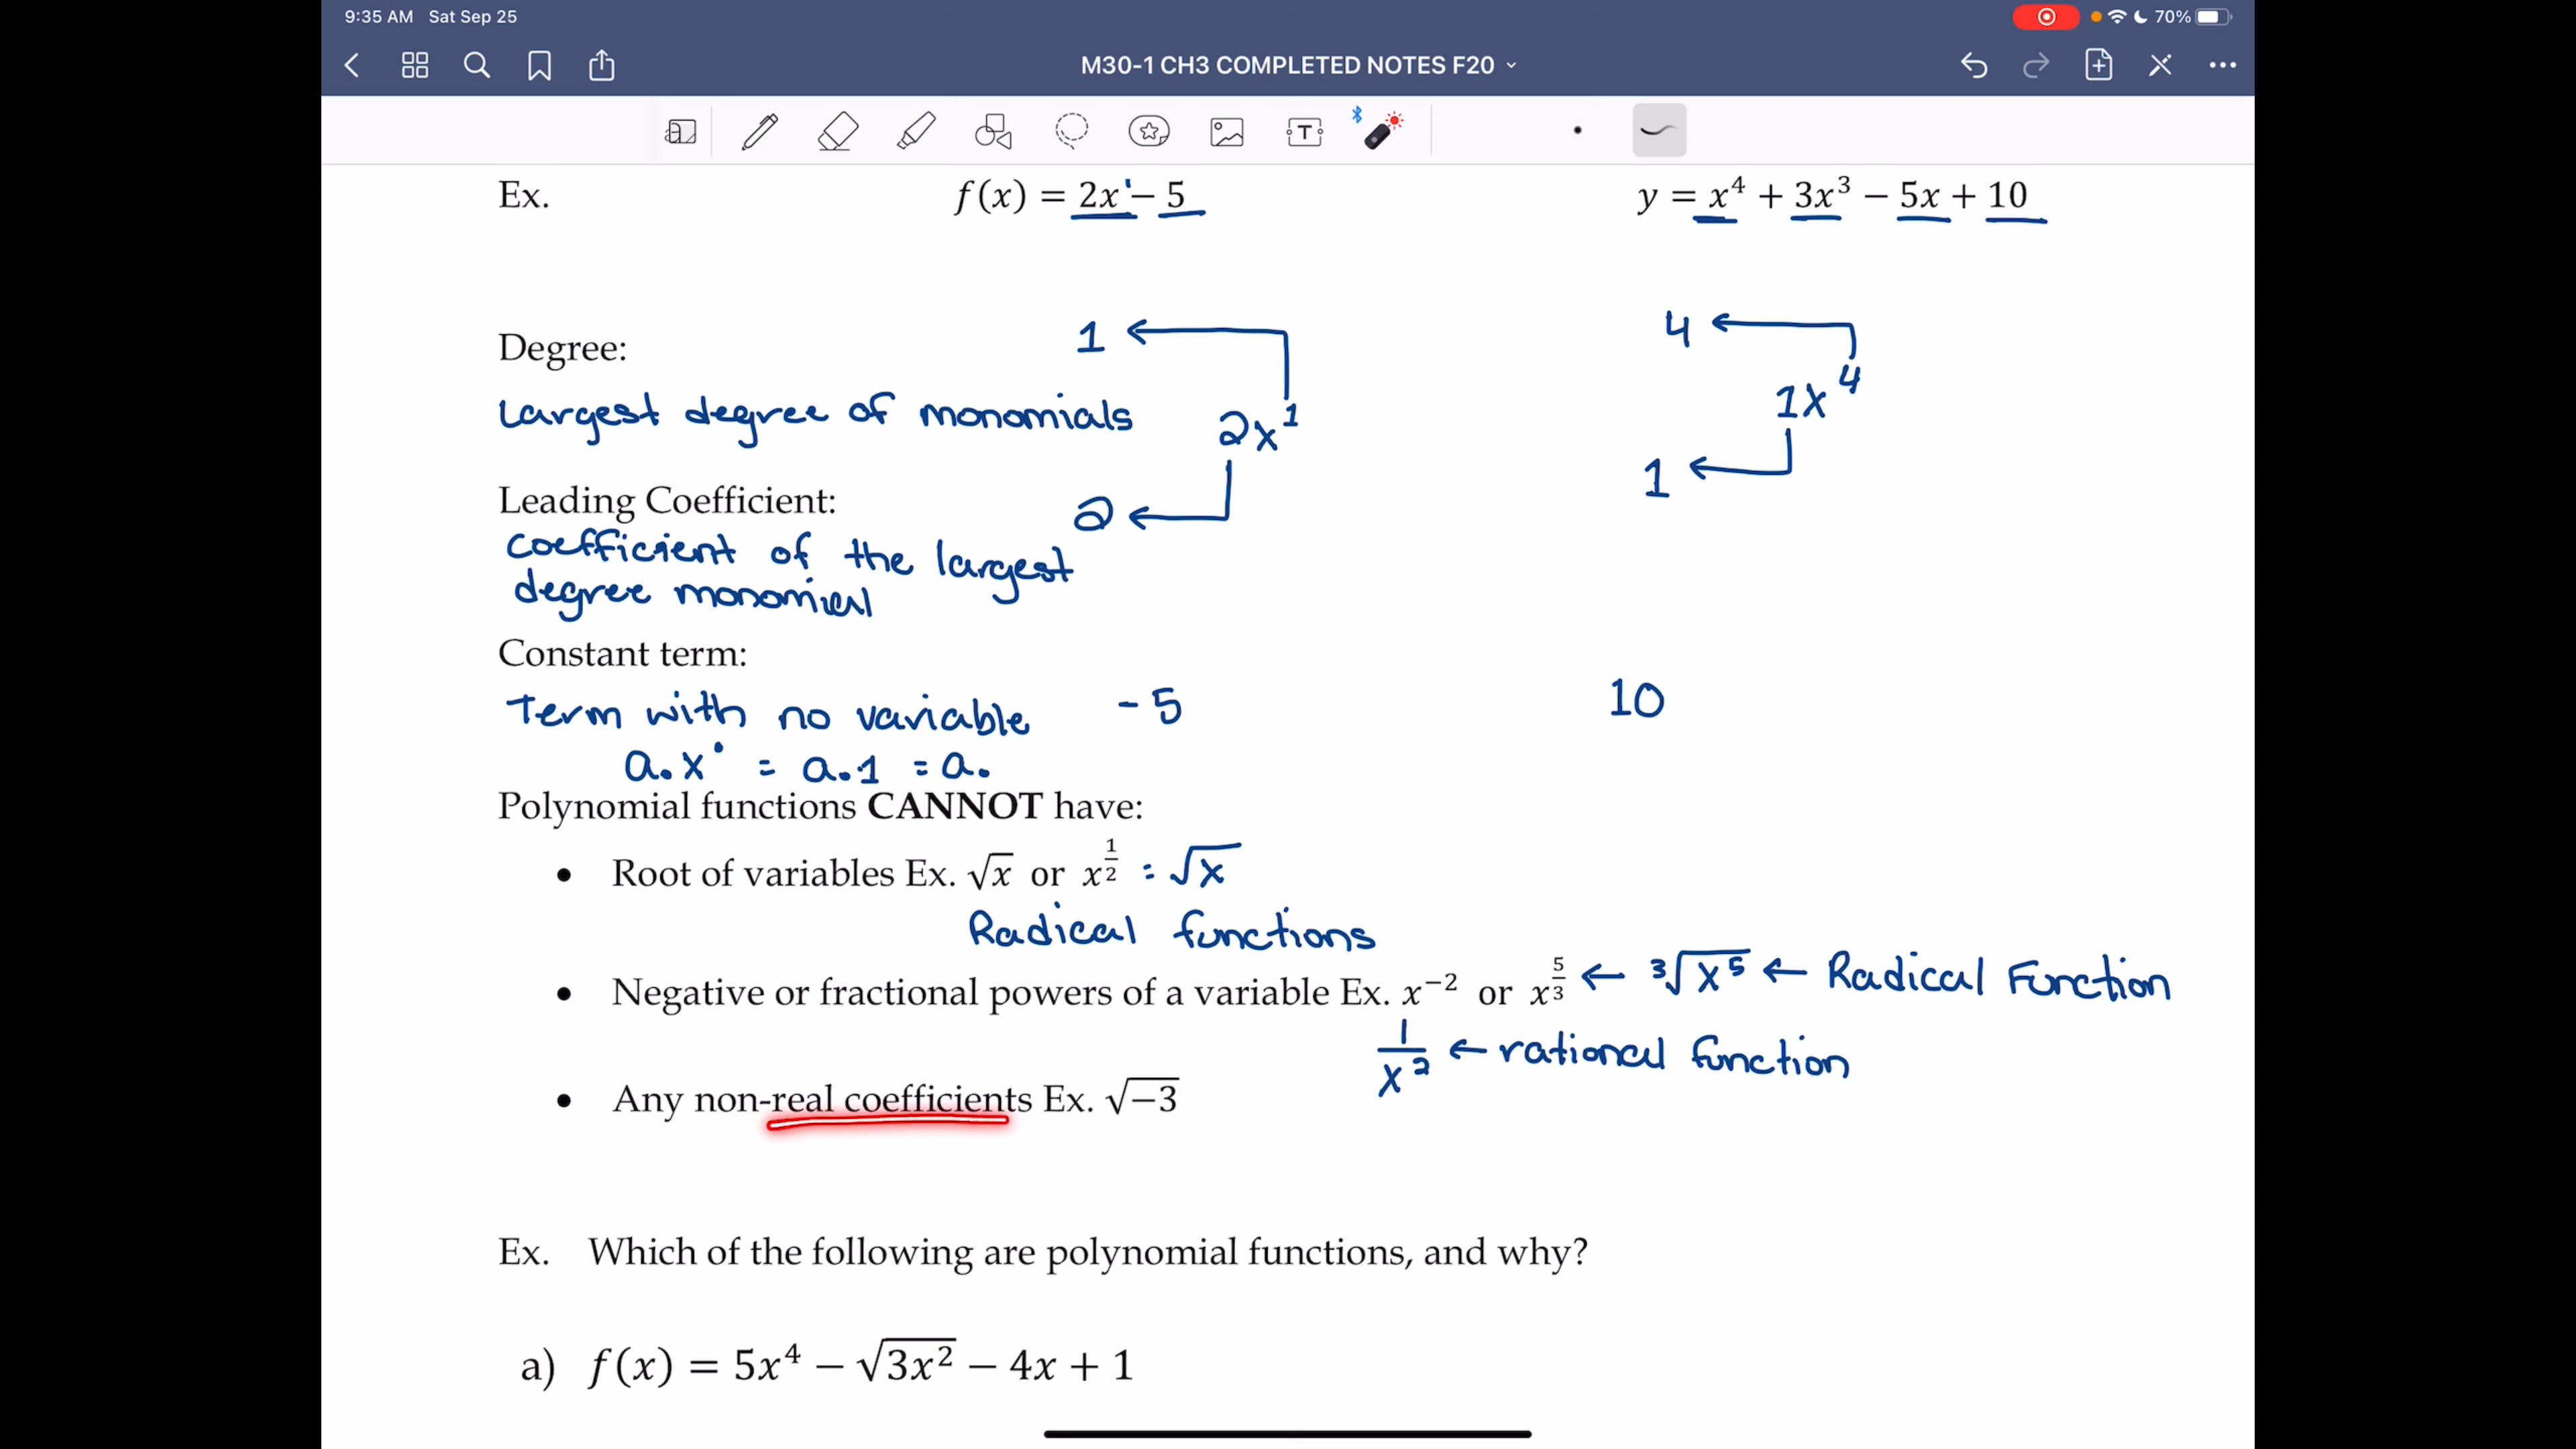 9:35 AM Sat Sep 25 70%
M30-1 CH3 COMPLETED NOTES F20
Ex. f(x) = 2x¹ − 5 y = x⁴ + 3x³ − 5x + 10
1 4
Degree:
Largest degree of monomials 2x¹ 1x⁴
Leading Coefficient: 2 1
Coefficient of the largest
degree monomial
Constant term:
Term with no variable -5 10
a₀x⁰ = a₀·1 = a₀
Polynomial functions CANNOT have:
• Root of variables Ex. √x or x^(1/2) = √x
Radical functions
• Negative or fractional powers of a variable Ex. x⁻² or x^(5/3) ← ³√x⁵ ← Radical Function
1/x² ← rational function
• Any non-real coefficients Ex. √−3
Ex. Which of the following are polynomial functions, and why?
a) f(x) = 5x⁴ − √(3x²) − 4x + 1